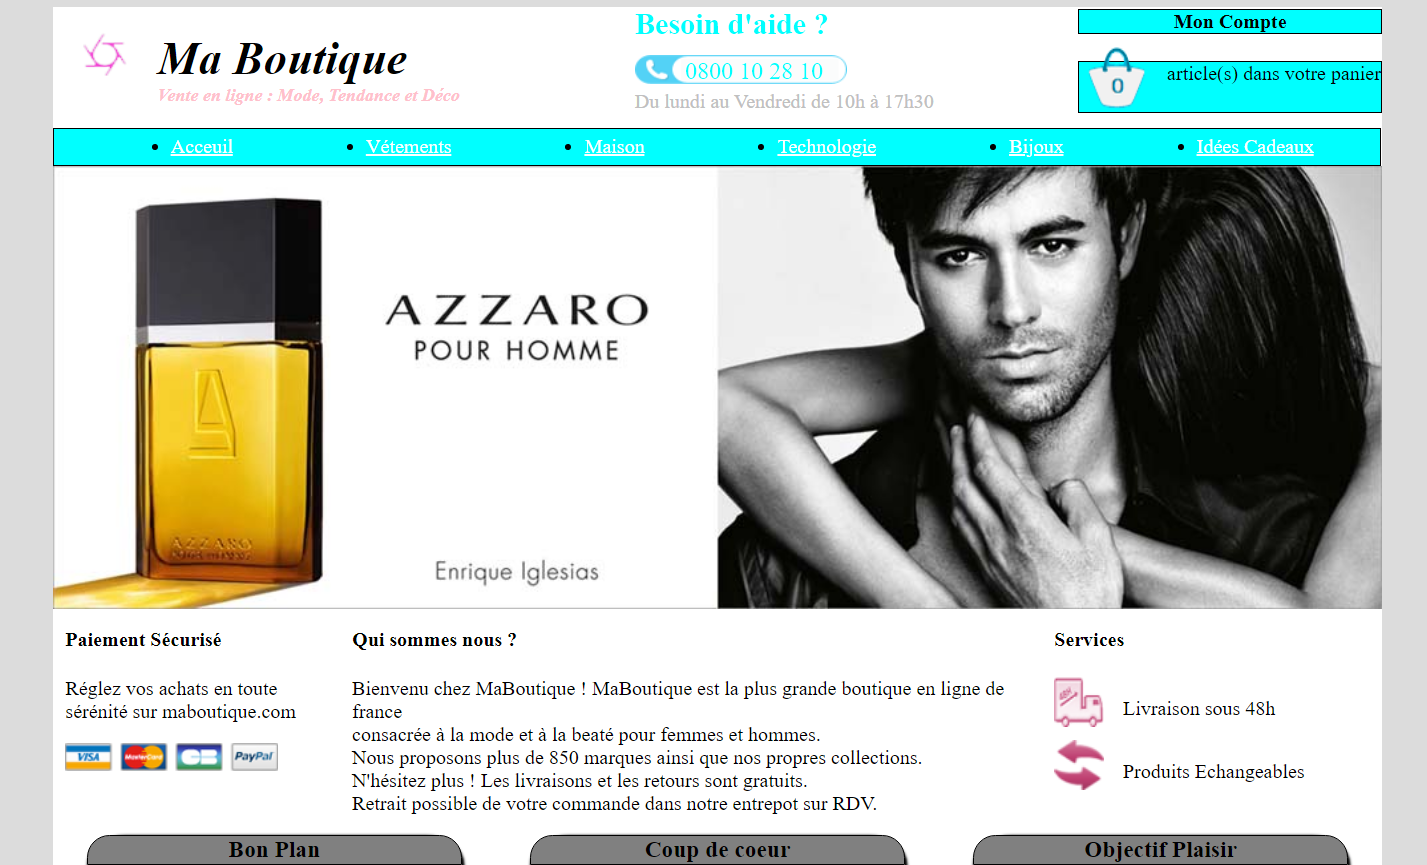 Ma Boutique
Vente en ligne : Mode, Tendance et Déco
Besoin d'aide ?
0800 10 28 10
Du lundi au Vendredi de 10h à 17h30
Mon Compte
0
article(s) dans votre panier
Acceuil
Vétements
Maison
Technologie
Bijoux
Idées Cadeaux
AZZARO
POUR HOMME
AZZARO
POUR HOMME
Enrique Iglesias
Paiement Sécurisé
Réglez vos achats en toute
sérénité sur maboutique.com
VISA
MasterCard
CB
PayPal
Qui sommes nous ?
Bienvenu chez MaBoutique ! MaBoutique est la plus grande boutique en ligne de
france
consacrée à la mode et à la beaté pour femmes et hommes.
Nous proposons plus de 850 marques ainsi que nos propres collections.
N'hésitez plus ! Les livraisons et les retours sont gratuits.
Retrait possible de votre commande dans notre entrepot sur RDV.
Services
48H
Livraison sous 48h
Produits Echangeables
Bon Plan
Coup de coeur
Objectif Plaisir